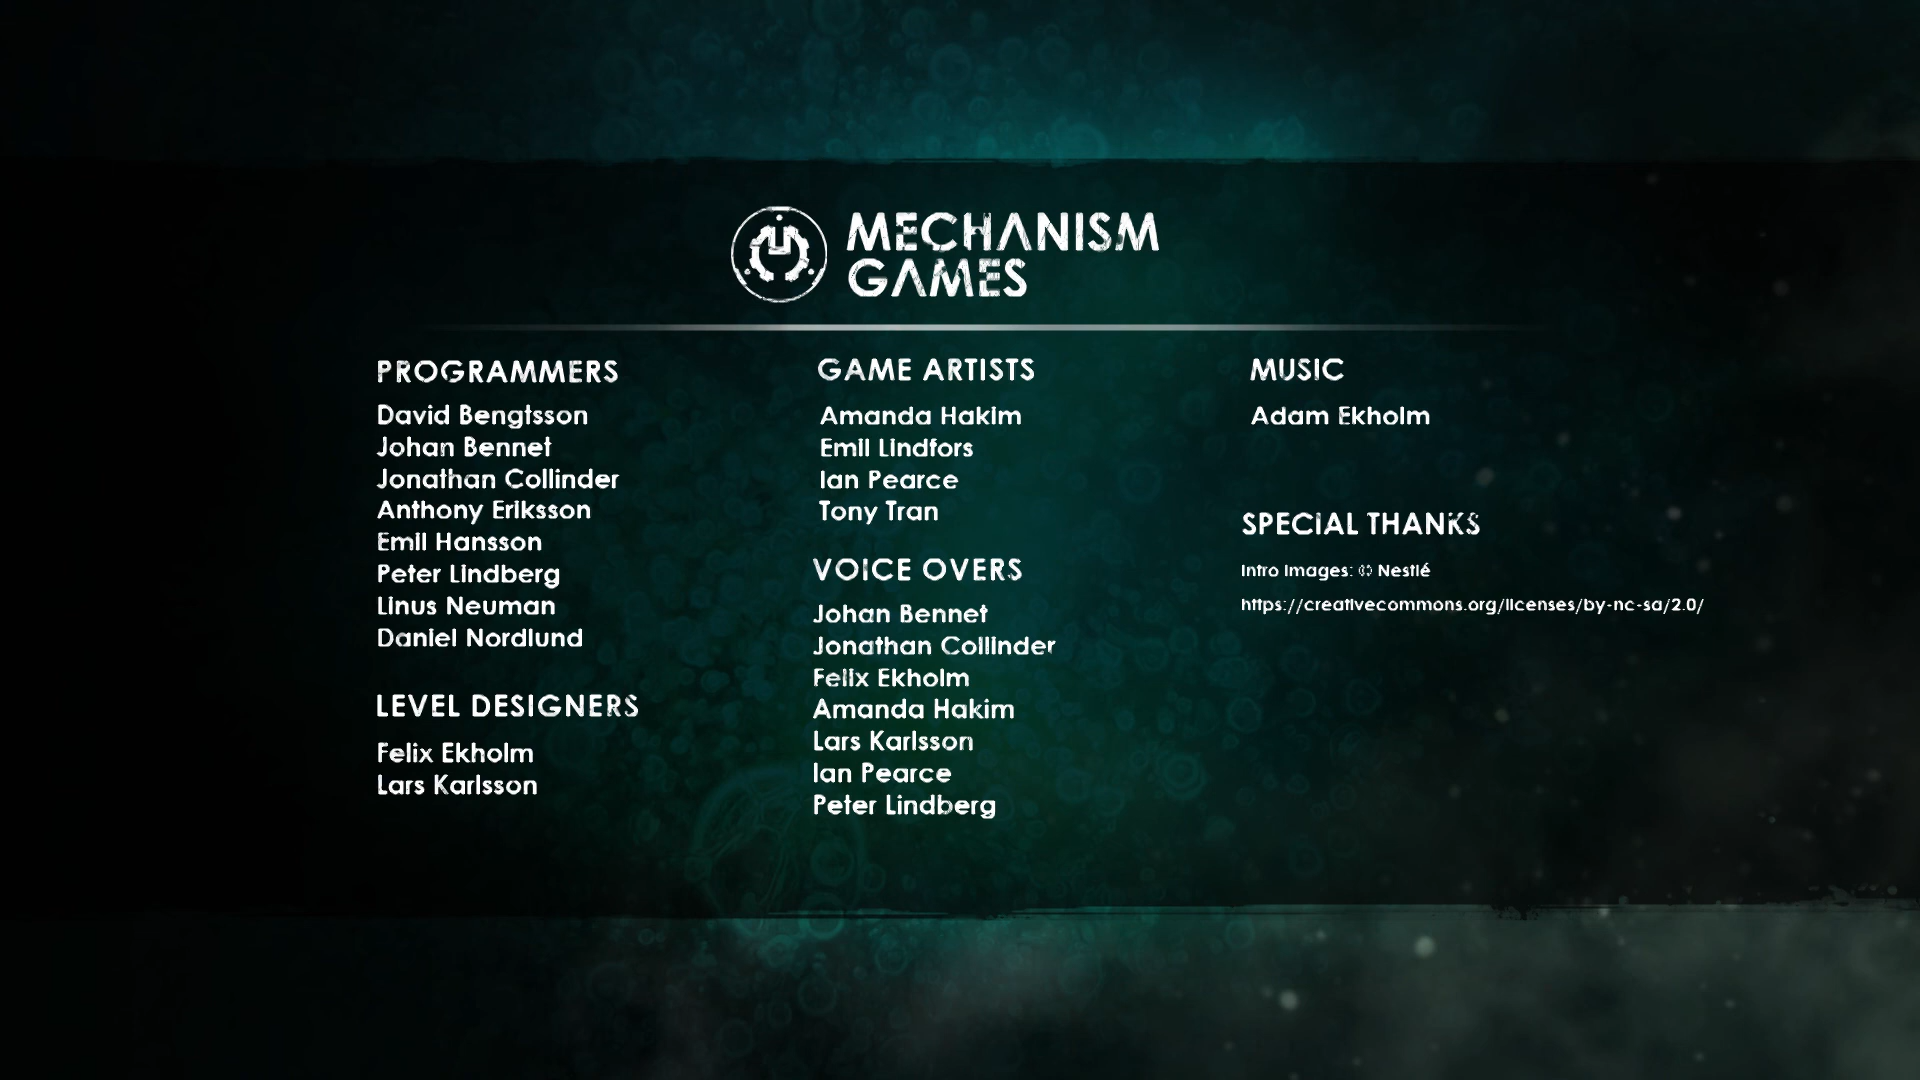 MECHANISM
GAMES
PROGRAMMERS
David Bengtsson
Johan Bennet
Jonathan Collinder
Anthony Eriksson
Emil Hansson
Peter Lindberg
Linus Neuman
Daniel Nordlund
LEVEL DESIGNERS
Felix Ekholm
Lars Karlsson
GAME ARTISTS
Amanda Hakim
Emil Lindfors
Ian Pearce
Tony Tran
VOICE OVERS
Johan Bennet
Jonathan Collinder
Felix Ekholm
Amanda Hakim
Lars Karlsson
Ian Pearce
Peter Lindberg
MUSIC
Adam Ekholm
SPECIAL THANKS
Intro Images: © Nestlé
https://creativecommons.org/licenses/by-nc-sa/2.0/